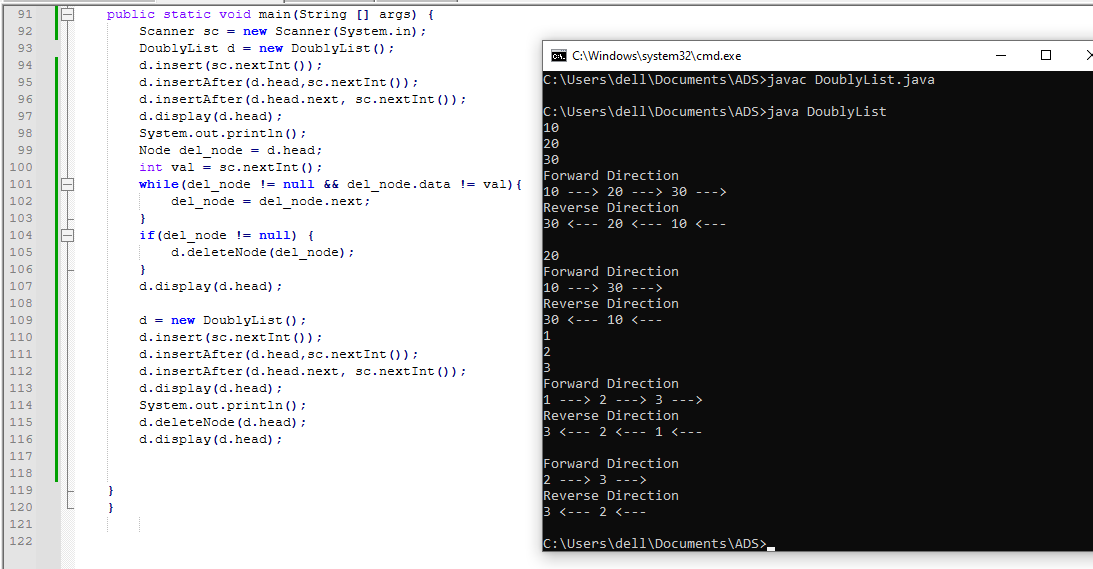 91 public static void main(String [] args) {
92 Scanner sc = new Scanner(System.in);
93 DoublyList d = new DoublyList();
94 d.insert(sc.nextInt());
95 d.insertAfter(d.head,sc.nextInt());
96 d.insertAfter(d.head.next, sc.nextInt());
97 d.display(d.head);
98 System.out.println();
99 Node del_node = d.head;
100 int val = sc.nextInt();
101 while(del_node != null && del_node.data != val){
102 del_node = del_node.next;
103 }
104 if(del_node != null) {
105 d.deleteNode(del_node);
106 }
107 d.display(d.head);
108
109 d = new DoublyList();
110 d.insert(sc.nextInt());
111 d.insertAfter(d.head,sc.nextInt());
112 d.insertAfter(d.head.next, sc.nextInt());
113 d.display(d.head);
114 System.out.println();
115 d.deleteNode(d.head);
116 d.display(d.head);
117
118
119 }
120 }
121
122
C:\Windows\system32\cmd.exe
C:\Users\dell\Documents\ADS>javac DoublyList.java
C:\Users\dell\Documents\ADS>java DoublyList
10
20
30
Forward Direction
10 ---> 20 ---> 30 --->
Reverse Direction
30 <--- 20 <--- 10 <---
20
Forward Direction
10 ---> 30 --->
Reverse Direction
30 <--- 10 <---
1
2
3
Forward Direction
1 ---> 2 ---> 3 --->
Reverse Direction
3 <--- 2 <--- 1 <---
Forward Direction
2 ---> 3 --->
Reverse Direction
3 <--- 2 <---
C:\Users\dell\Documents\ADS>